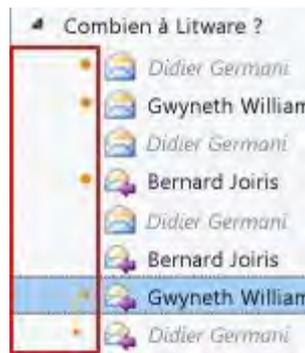 Combien à Litware ?
Didier Germani
Gwyneth William
Didier Germani
Bernard Joiris
Didier Germani
Bernard Joiris
Gwyneth William
Didier Germani